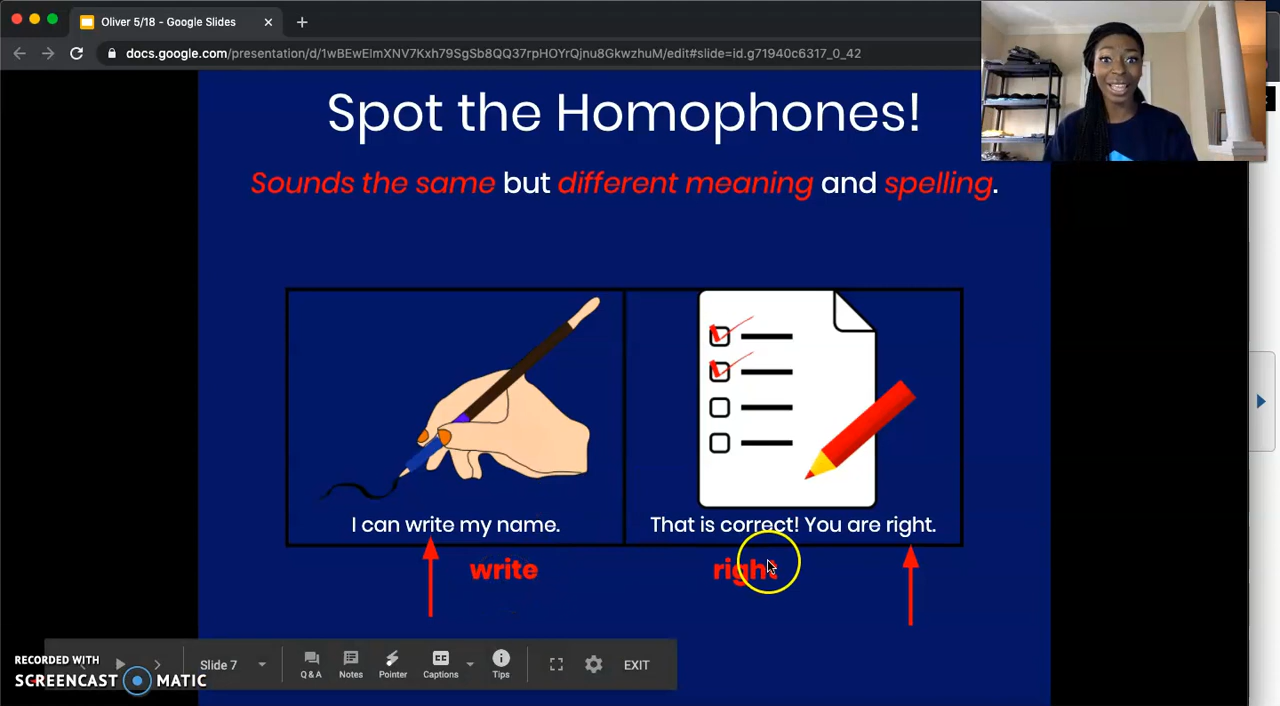 Oliver 5/18 - Google Slides
docs.google.com/presentation/d/1wBEwElmXNV7Kxh79SgSb8QQ37rpHOYrQjnu8GkwzhuM/edit#slide=id.g71940c6317_0_42
Spot the Homophones!
Sounds the same but different meaning and spelling.
I can write my name.
That is correct! You are right.
write
right
Slide 7
Q & A
Notes
Pointer
Captions
Tips
EXIT
RECORDED WITH
SCREENCAST MATIC